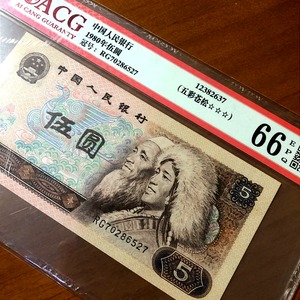 ACG
AI CANG GUARANTY
中国人民银行
1980年伍圆
冠号: RG70286527
12382637
(五彩苍松☆☆☆)
66 EPQ
中国人民银行
伍圆
RG70286527
5
5